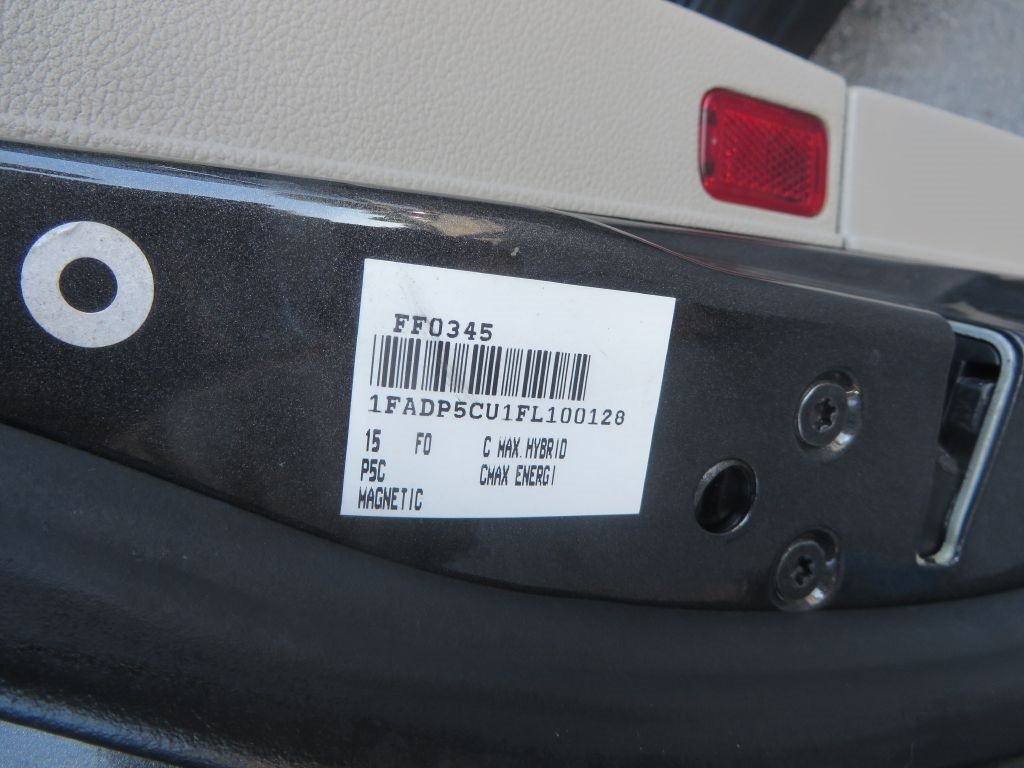 FF0345
1FADP5CU1FL100128
15 FO C MAX HYBRID
P5C CMAX ENERGI
MAGNETIC